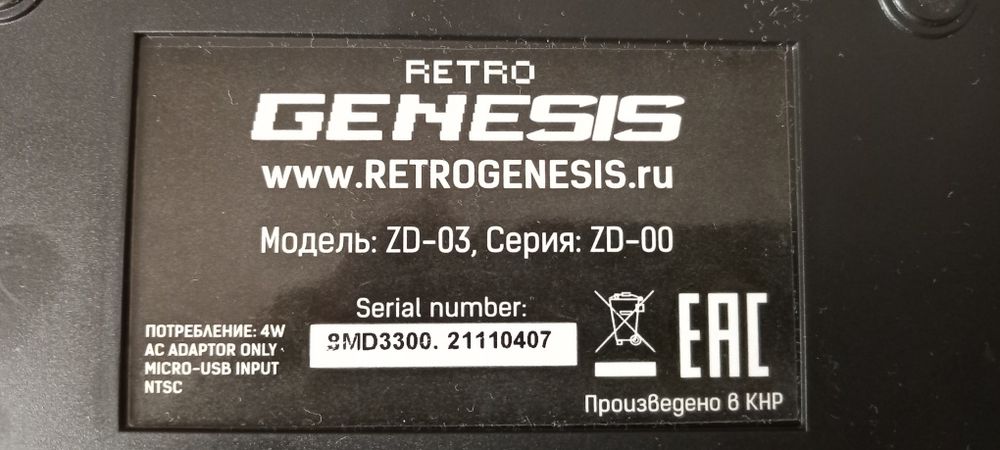 RETRO
GENESIS
www.RETROGENESIS.ru
Модель: ZD-03, Серия: ZD-00
Serial number:
8MD3300. 21110407
ПОТРЕБЛЕНИЕ: 4W
AC ADAPTOR ONLY
MICRO-USB INPUT
NTSC
EAC
Произведено в КНР